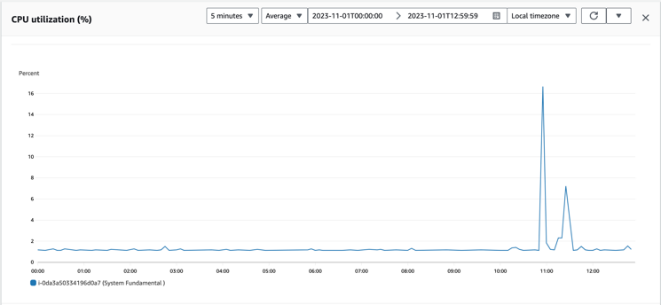 CPU utilization (%)
5 minutes ▼ Average ▼ 2023-11-01T00:00:00 > 2023-11-01T12:59:59 Local timezone ▼
Percent
16
14
12
10
8
6
4
2
0
00:00 01:00 02:00 03:00 04:00 05:00 06:00 07:00 08:00 09:00 10:00 11:00 12:00
i-0da3a50334196d0a7 (System Fundamental )